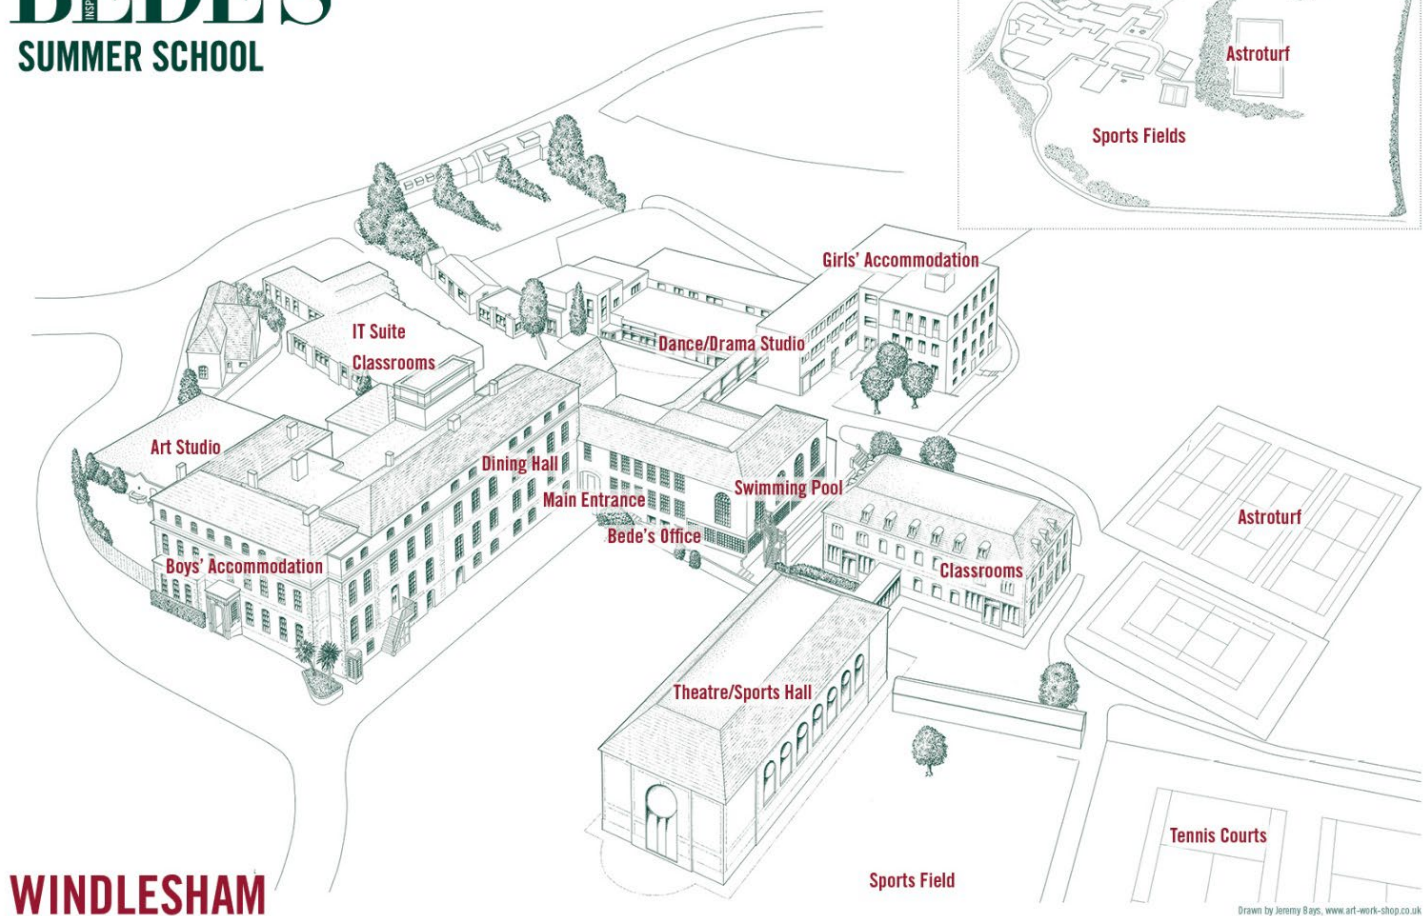 BEDE'S
SUMMER SCHOOL
Astroturf
Sports Fields
Girls' Accommodation
IT Suite
Classrooms
Dance/Drama Studio
Art Studio
Dining Hall
Main Entrance
Swimming Pool
Bede's Office
Astroturf
Boys' Accommodation
Classrooms
Theatre/Sports Hall
Tennis Courts
Sports Field
WINDLESHAM
Drawn by Jeremy Bays, www.art-work-shop.co.uk